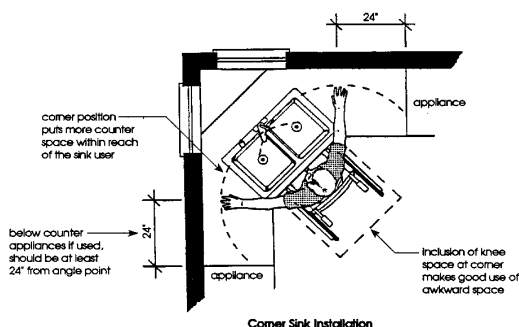 24"
appliance
corner position
puts more counter
space within reach
of the sink user
24"
below counter
appliances if used,
should be at least
24" from angle point
appliance
inclusion of knee
space at corner
makes good use of
awkward space
Corner Sink Installation